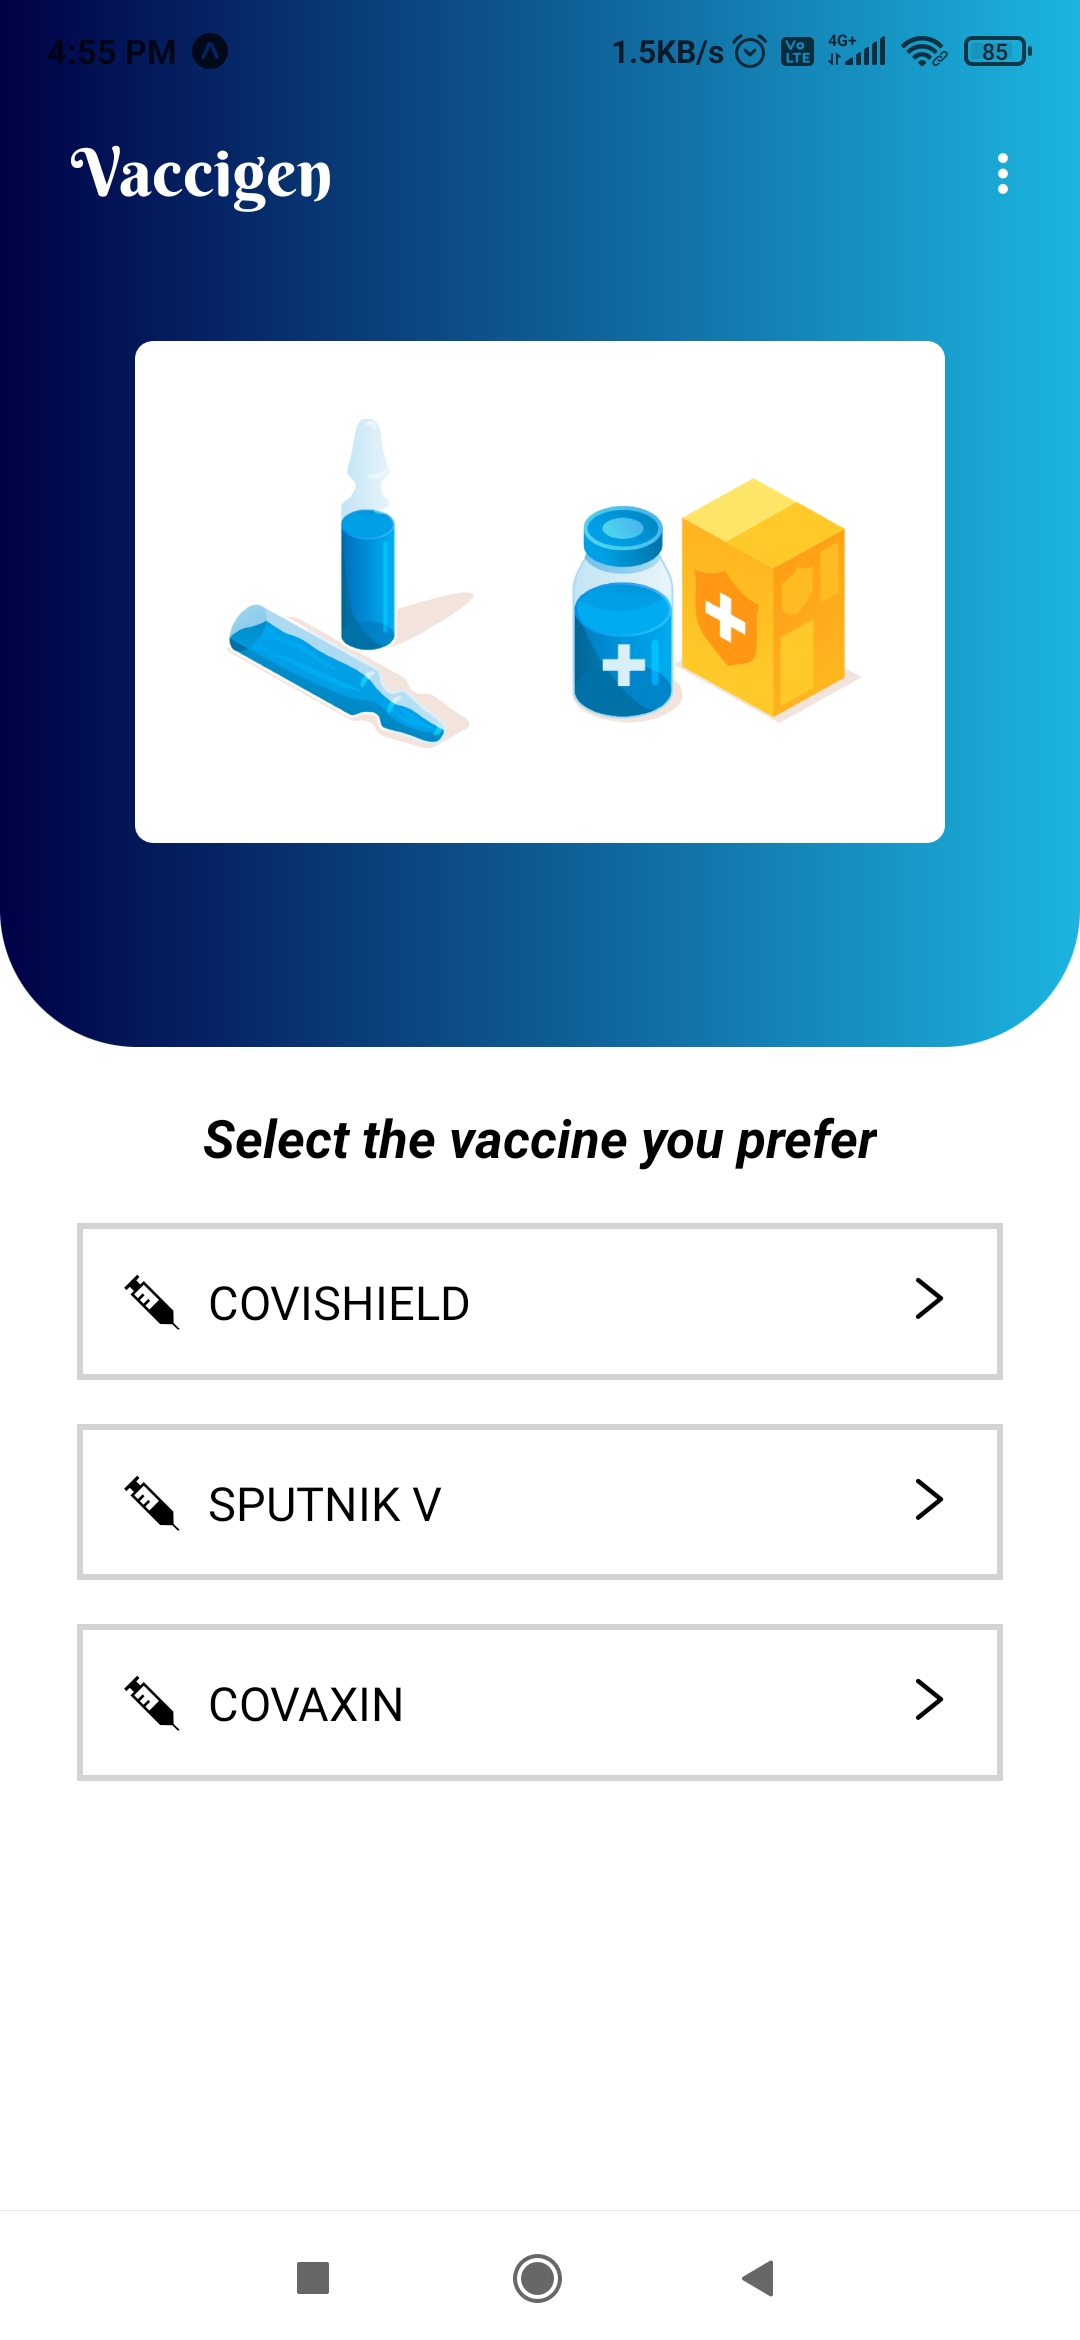 4:55 PM 1.5KB/s Vo LTE 4G+ 85
Vaccigen
Select the vaccine you prefer
COVISHIELD
SPUTNIK V
COVAXIN